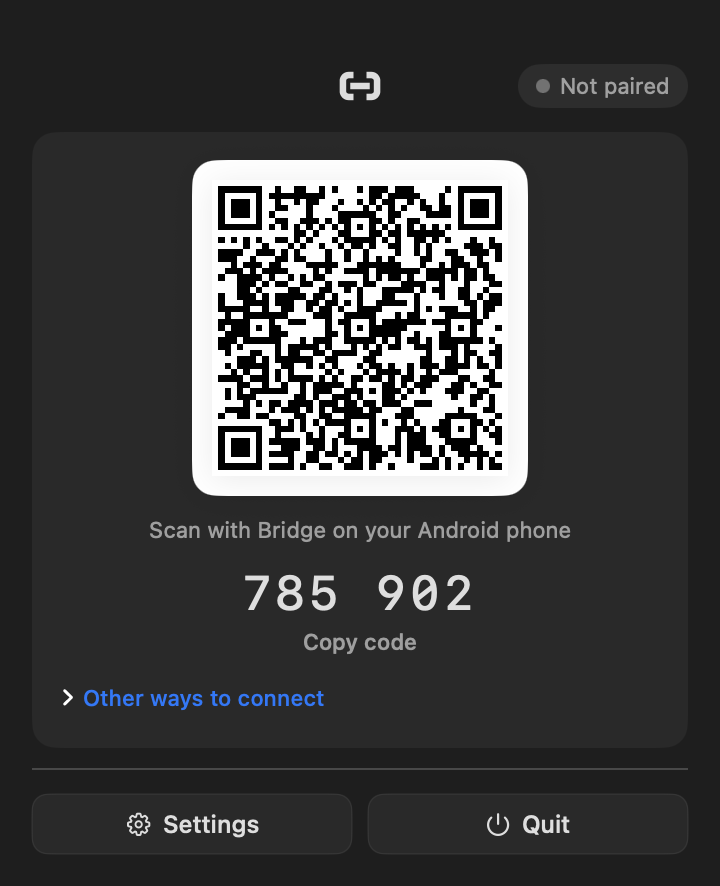 Not paired
Scan with Bridge on your Android phone
785 902
Copy code
Other ways to connect
Settings
Quit